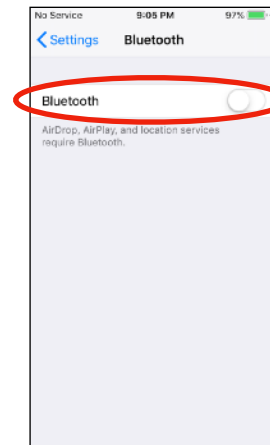 No Service 9:05 PM 97%
Settings Bluetooth
Bluetooth
AirDrop, AirPlay, and location services
require Bluetooth.